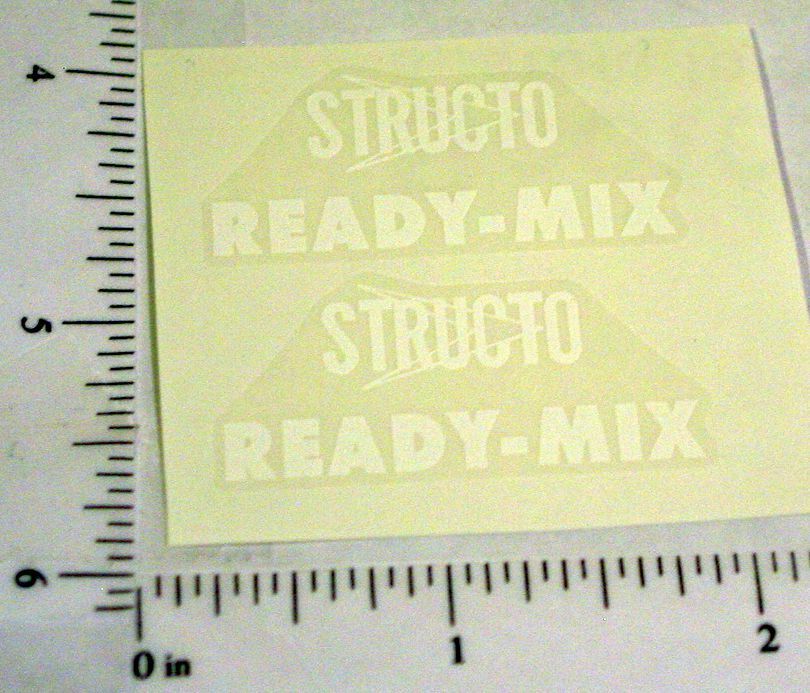 4
STRUCTO
READY-MIX
5
STRUCTO
READY-MIX
6
0 in
1
2